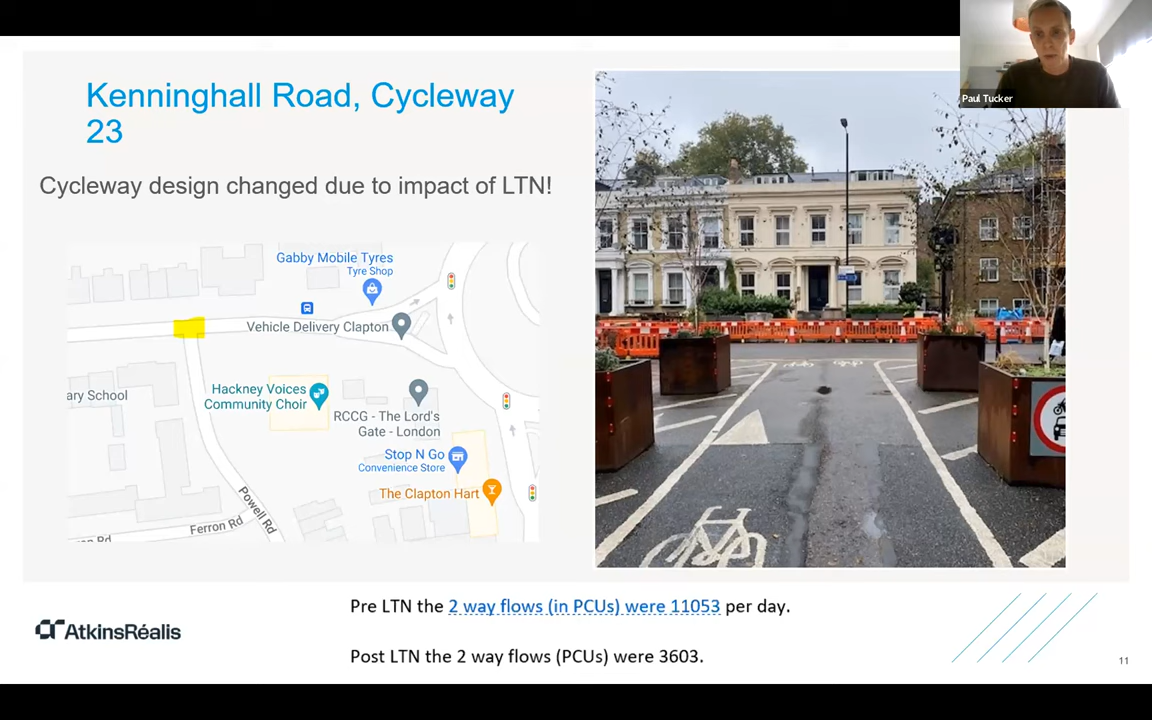 Paul Tucker
Kenninghall Road, Cycleway
23
Cycleway design changed due to impact of LTN!
Gabby Mobile Tyres
Tyre Shop
Vehicle Delivery Clapton
ary School
Hackney Voices
Community Choir
RCCG - The Lord's
Gate - London
Stop N Go
Convenience Store
The Clapton Hart
Powell Rd
Ferron Rd
on Rd
Pre LTN the 2 way flows (in PCUs) were 11053 per day.
Post LTN the 2 way flows (PCUs) were 3603.
AtkinsRéalis
11